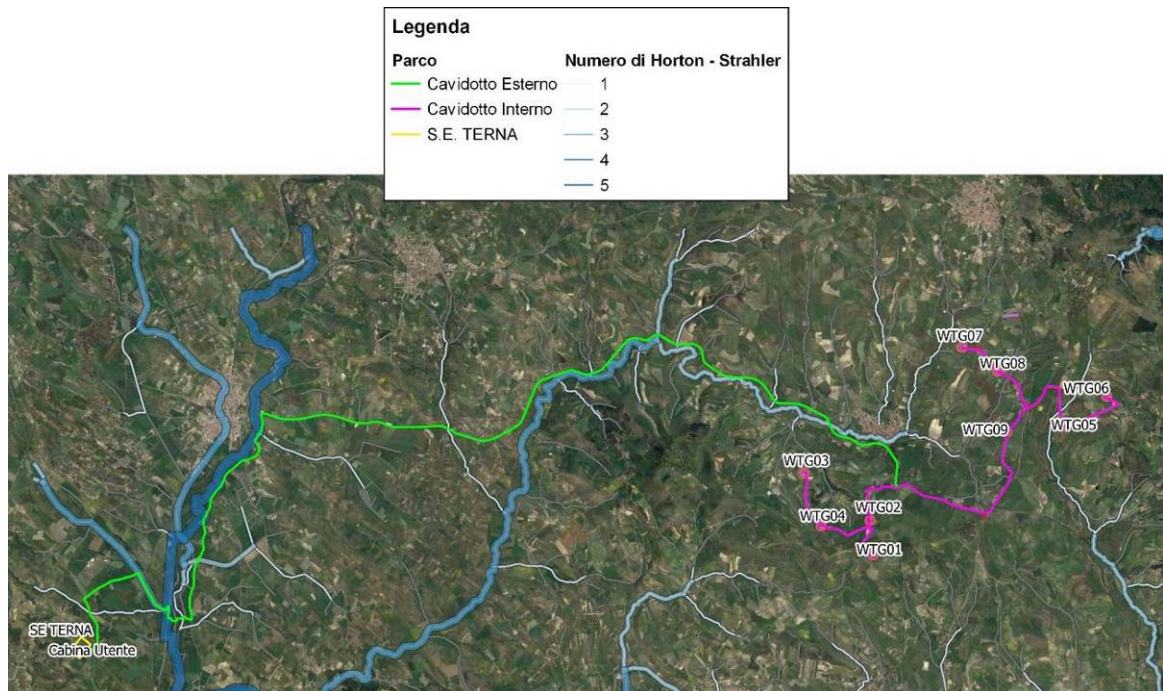 Legenda
Parco
Cavidotto Esterno
Cavidotto Interno
S.E. TERNA
Numero di Horton - Strahler
1
2
3
4
5
WTG07
WTG08
WTG06
WTG05
WTG09
WTG03
WTG02
WTG04
WTG01
SE TERNA
Cabina Utente